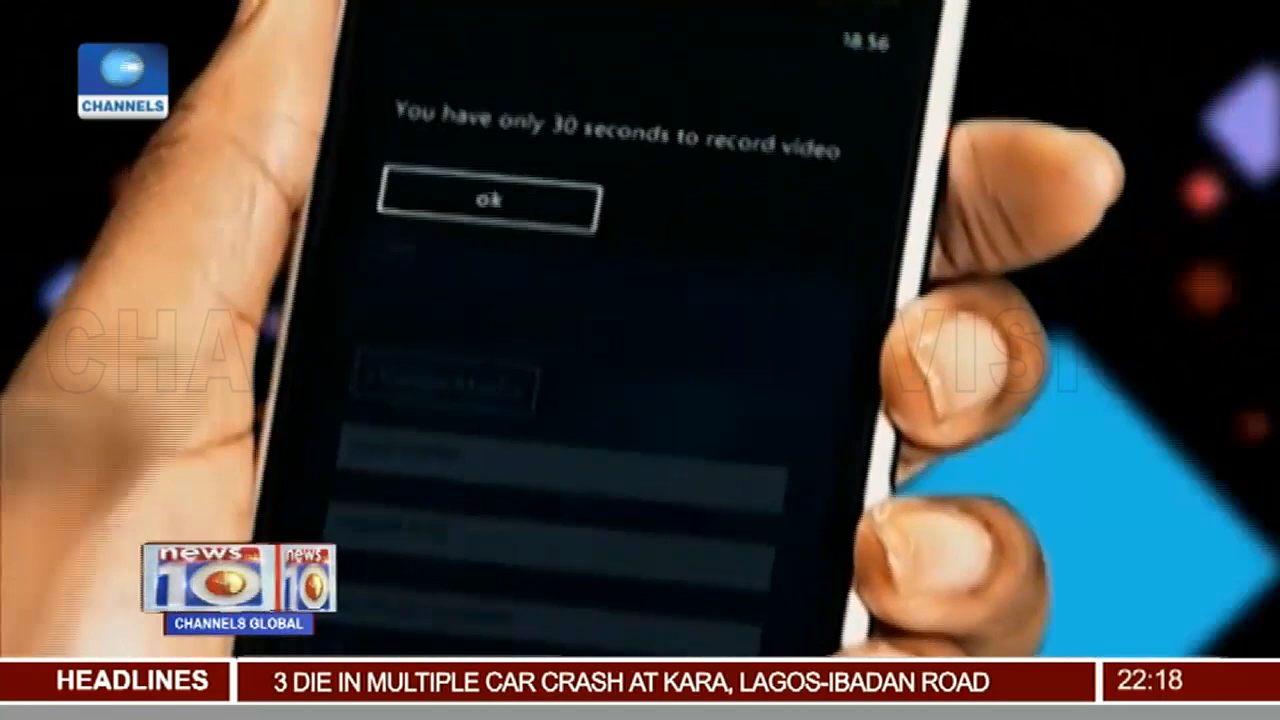 18:56
CHANNELS
You have only 30 seconds to record video
ok
news
10
news
10
CHANNELS GLOBAL
HEADLINES
3 DIE IN MULTIPLE CAR CRASH AT KARA, LAGOS-IBADAN ROAD
22:18